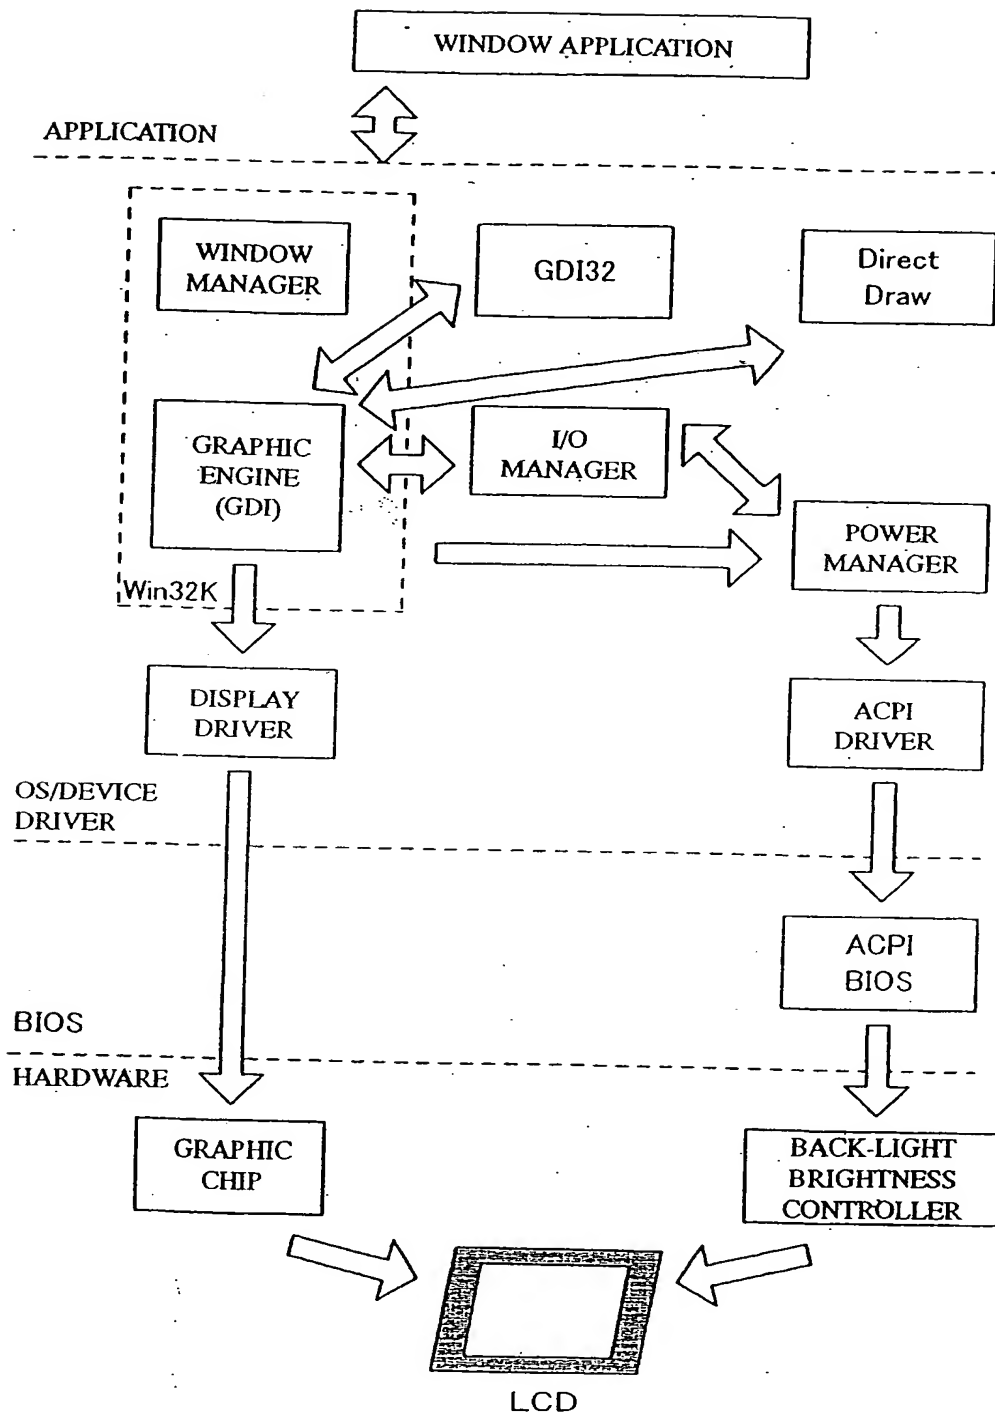 WINDOW APPLICATION
APPLICATION
WINDOW
MANAGER
GDI32
Direct
Draw
GRAPHIC
ENGINE
(GDI)
I/O
MANAGER
POWER
MANAGER
Win32K
DISPLAY
DRIVER
ACPI
DRIVER
OS/DEVICE
DRIVER
ACPI
BIOS
BIOS
HARDWARE
GRAPHIC
CHIP
BACK-LIGHT
BRIGHTNESS
CONTROLLER
LCD